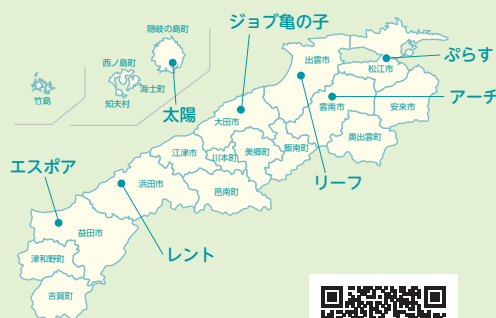 ジョブ亀の子
隠岐の島町
西ノ島町
出雲市
ぷらす
松江市
海士町
竹島
知夫村
アーチ
太陽
雲南市
安来市
大田市
奥出雲町
江津市
川本町
美郷町
飯南町
エスポア
浜田市
邑南町
リーフ
益田市
レント
津和野町
吉賀町